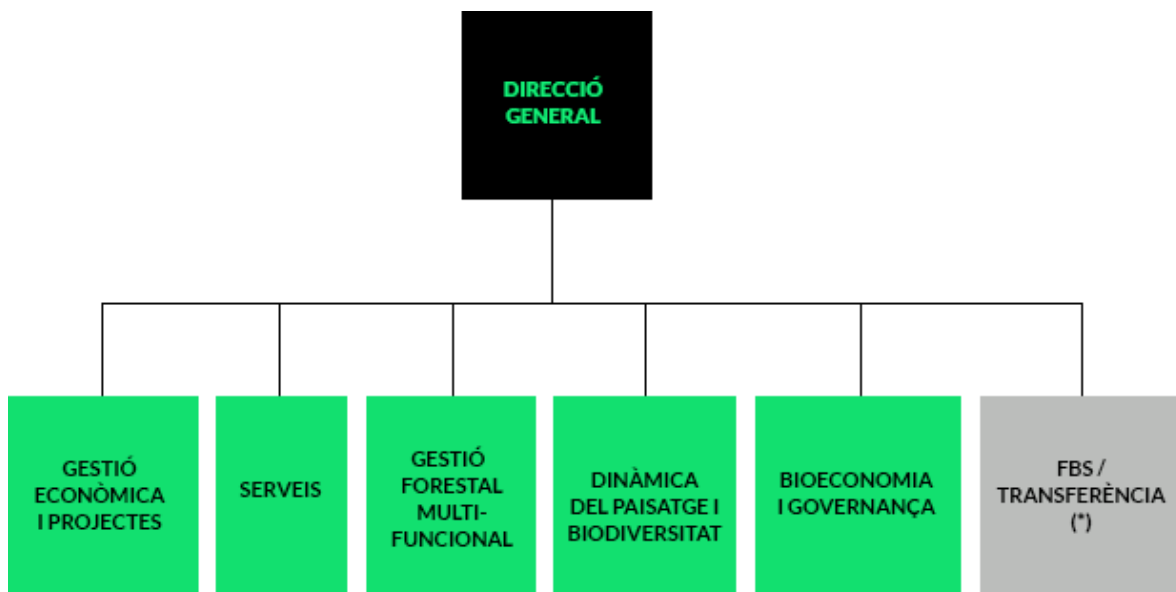 DIRECCIÓ
GENERAL
GESTIÓ
ECONÒMICA
I PROJECTES
SERVEIS
GESTIÓ
FORESTAL
MULTI-
FUNCIONAL
DINÀMICA
DEL PAISATGE I
BIODIVERSITAT
BIOECONOMIA
I GOVERNANÇA
FBS /
TRANSFERÈNCIA
(*)